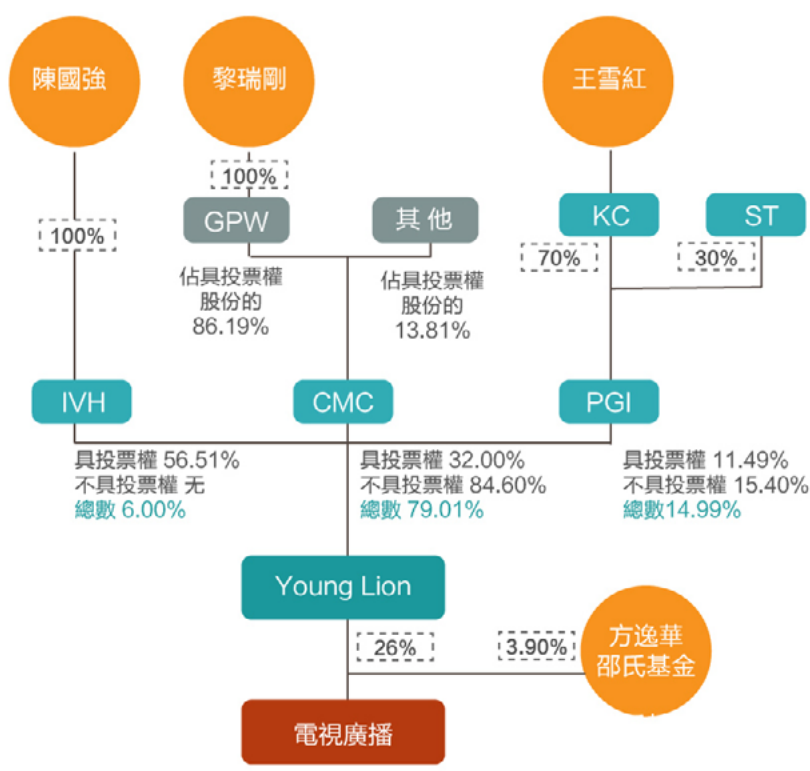 陳國強
黎瑞剛
王雪紅
100%
100%
GPW
其他
KC
ST
70%
30%
佔具投票權
股份的
86.19%
佔具投票權
股份的
13.81%
IVH
CMC
PGI
具投票權 56.51%
不具投票權 无
總數 6.00%
具投票權 32.00%
不具投票權 84.60%
總數 79.01%
具投票權 11.49%
不具投票權 15.40%
總數14.99%
Young Lion
26%
3.90%
方逸華
邵氏基金
電視廣播